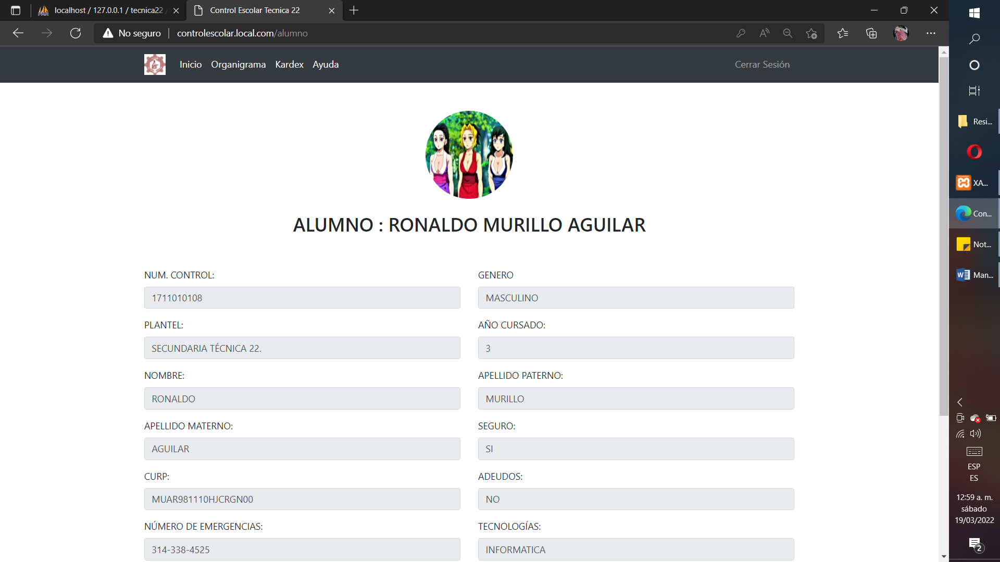 localhost / 127.0.0.1 / tecnica22 /
Control Escolar Tecnica 22
No seguro
controlescolar.local.com/alumno
Inicio Organigrama Kardex Ayuda
Cerrar Sesión
ALUMNO : RONALDO MURILLO AGUILAR
NUM. CONTROL:
GENERO
1711010108
MASCULINO
PLANTEL:
AÑO CURSADO:
SECUNDARIA TÉCNICA 22.
3
NOMBRE:
APELLIDO PATERNO:
RONALDO
MURILLO
APELLIDO MATERNO:
SEGURO:
AGUILAR
SI
CURP:
ADEUDOS:
MUAR981110HJCRGN00
NO
NÚMERO DE EMERGENCIAS:
TECNOLOGÍAS:
314-338-4525
INFORMATICA
Resi...
XA...
Con...
Not...
Man...
ESP
ES
12:59 a. m.
sábado
19/03/2022
2